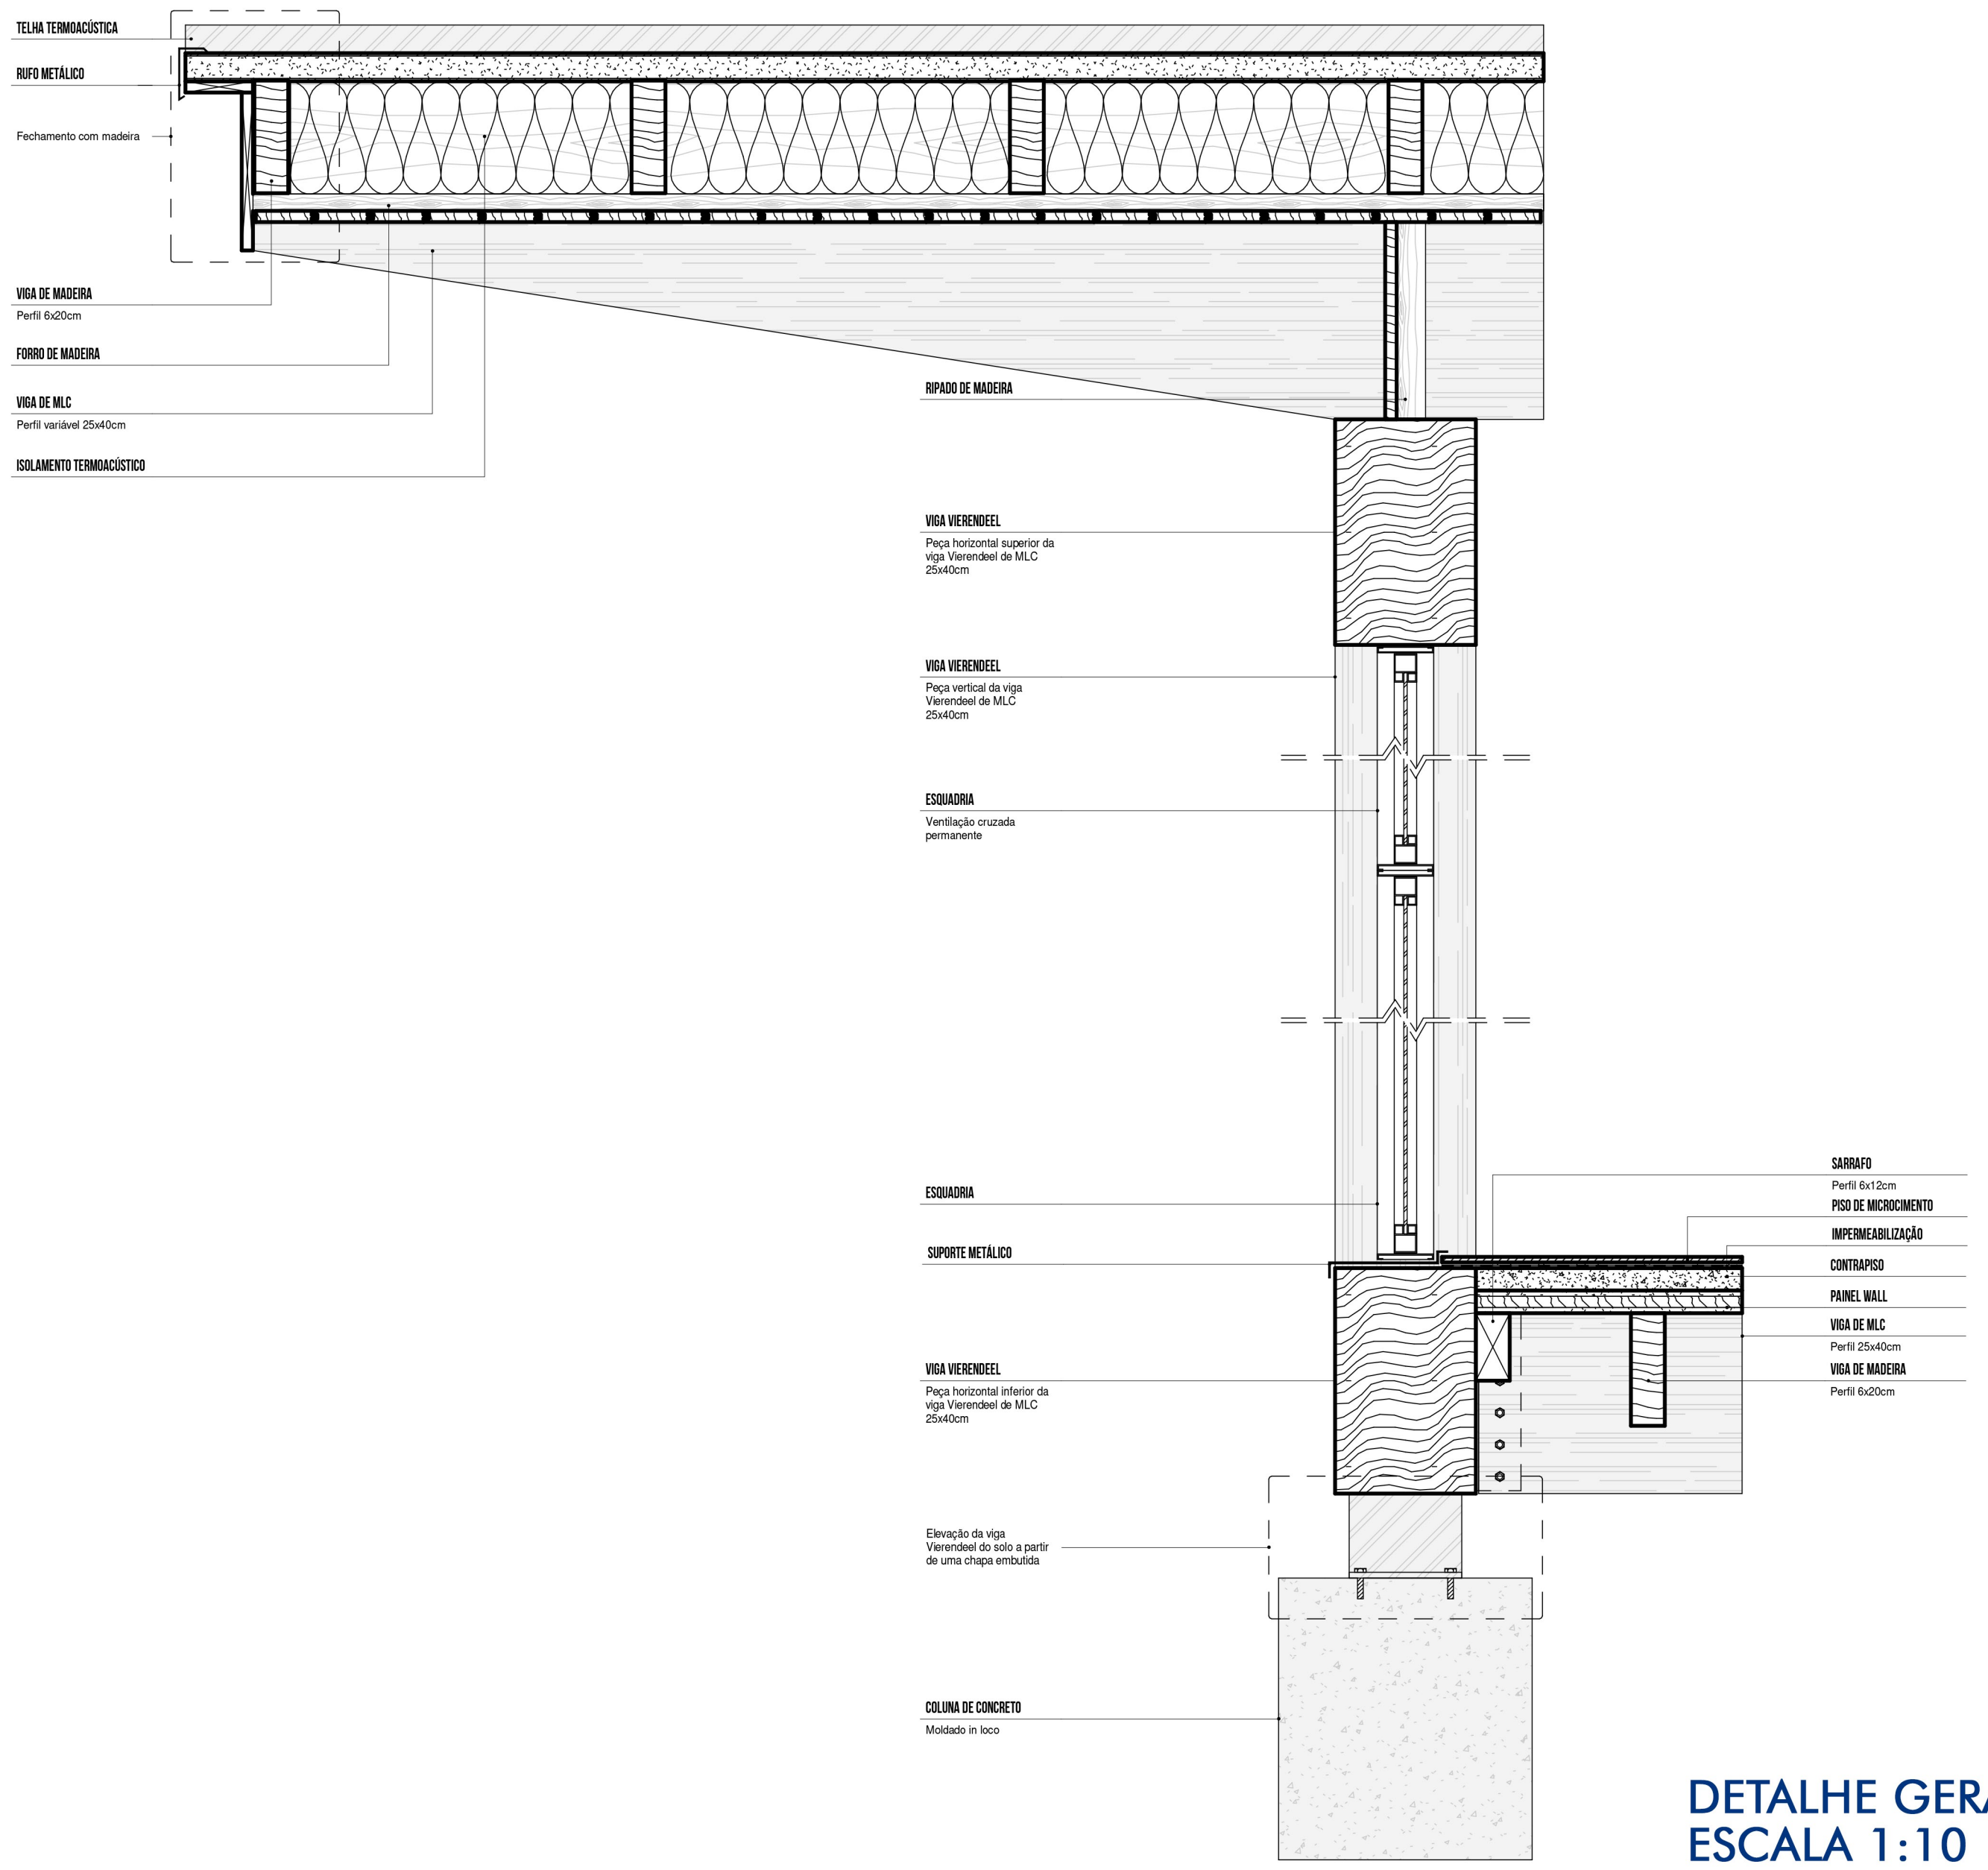 TELHA TERMOACÚSTICA
RUFO METÁLICO
Fechamento com madeira
VIGA DE MADEIRA
Perfil 6x20cm
FORRO DE MADEIRA
VIGA DE MLC
Perfil variável 25x40cm
ISOLAMENTO TERMOACÚSTICO
RIPADO DE MADEIRA
VIGA VIERENDEEL
Peça horizontal superior da
viga Vierendeel de MLC
25x40cm
VIGA VIERENDEEL
Peça vertical da viga
Vierendeel de MLC
25x40cm
ESQUADRIA
Ventilação cruzada
permanente
ESQUADRIA
SUPORTE METÁLICO
VIGA VIERENDEEL
Peça horizontal inferior da
viga Vierendeel de MLC
25x40cm
Elevação da viga
Vierendeel do solo a partir
de uma chapa embutida
COLUNA DE CONCRETO
Moldado in loco
SARRAFO
Perfil 6x12cm
PISO DE MICROCIMENTO
IMPERMEABILIZAÇÃO
CONTRAPISO
PAINEL WALL
VIGA DE MLC
Perfil 25x40cm
VIGA DE MADEIRA
Perfil 6x20cm
DETALHE GERA
ESCALA 1:10